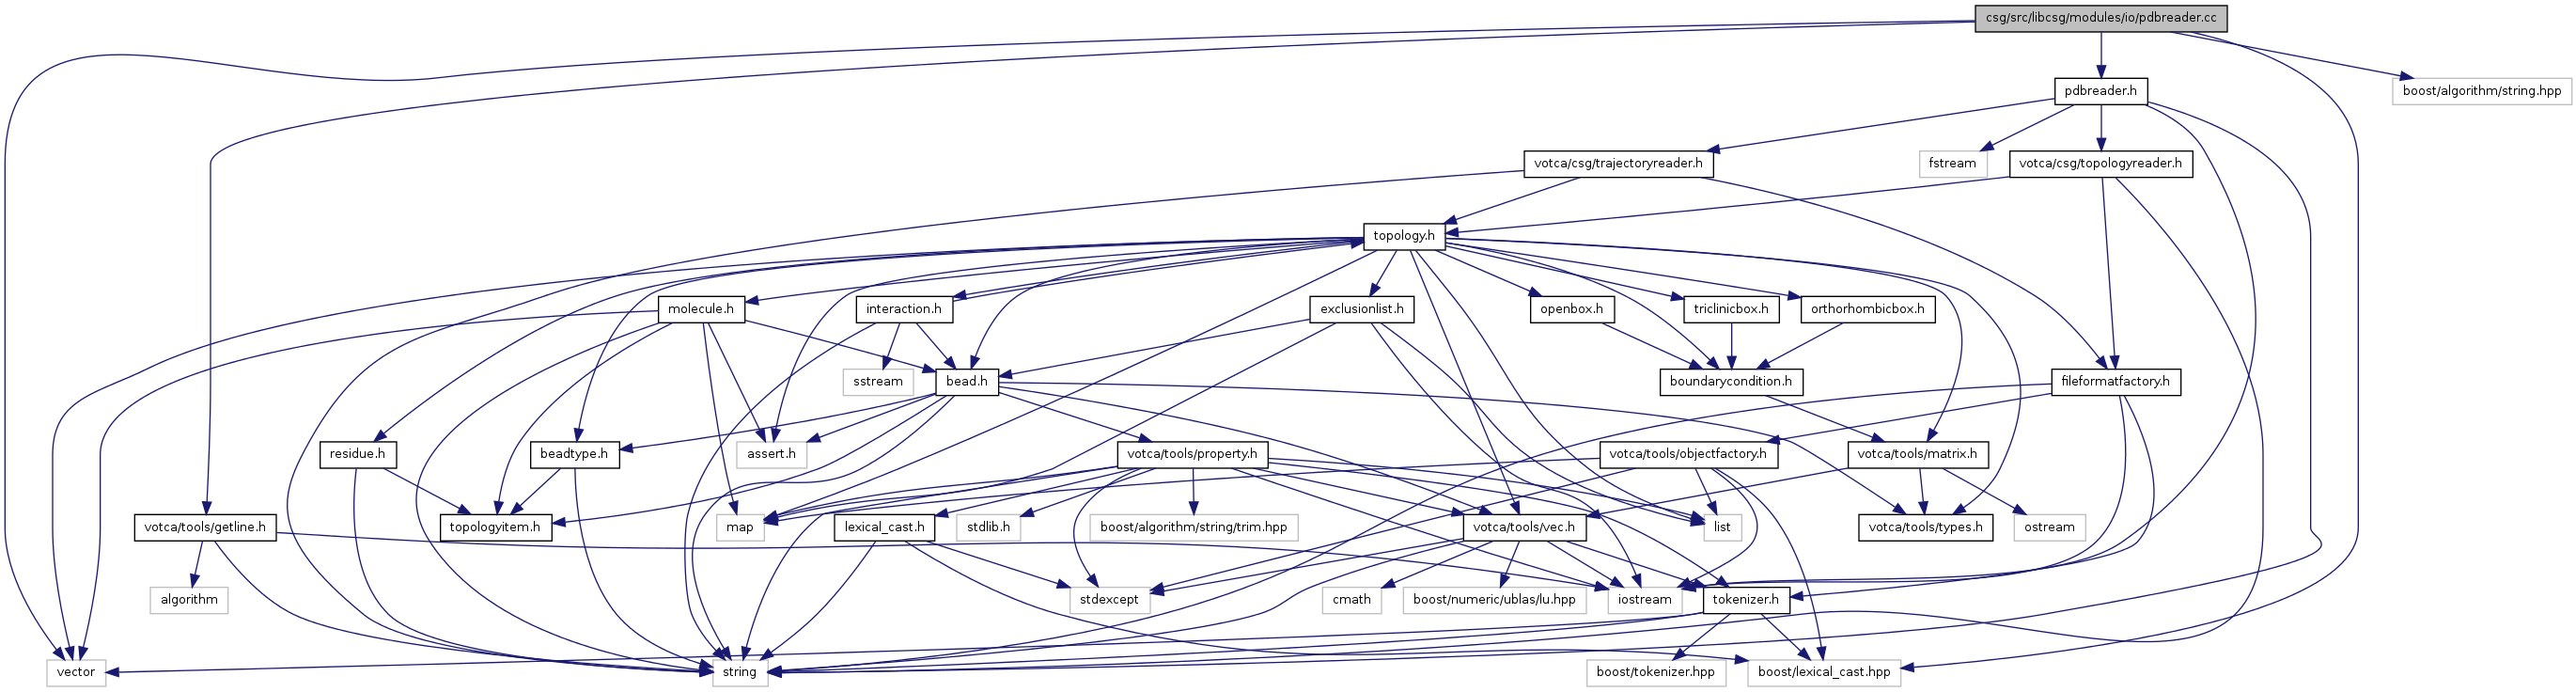 csg/src/libcsg/modules/io/pdbreader.cc
pdbreader.h
boost/algorithm/string.hpp
votca/csg/trajectoryreader.h
fstream
votca/csg/topologyreader.h
topology.h
molecule.h
interaction.h
exclusionlist.h
openbox.h
triclinicbox.h
orthorhombicbox.h
sstream
bead.h
boundarycondition.h
fileformatfactory.h
residue.h
beadtype.h
assert.h
votca/tools/property.h
votca/tools/objectfactory.h
votca/tools/matrix.h
votca/tools/getline.h
topologyitem.h
map
lexical_cast.h
stdlib.h
boost/algorithm/string/trim.hpp
votca/tools/vec.h
list
votca/tools/types.h
ostream
algorithm
stdexcept
cmath
boost/numeric/ublas/lu.hpp
iostream
tokenizer.h
vector
string
boost/tokenizer.hpp
boost/lexical_cast.hpp